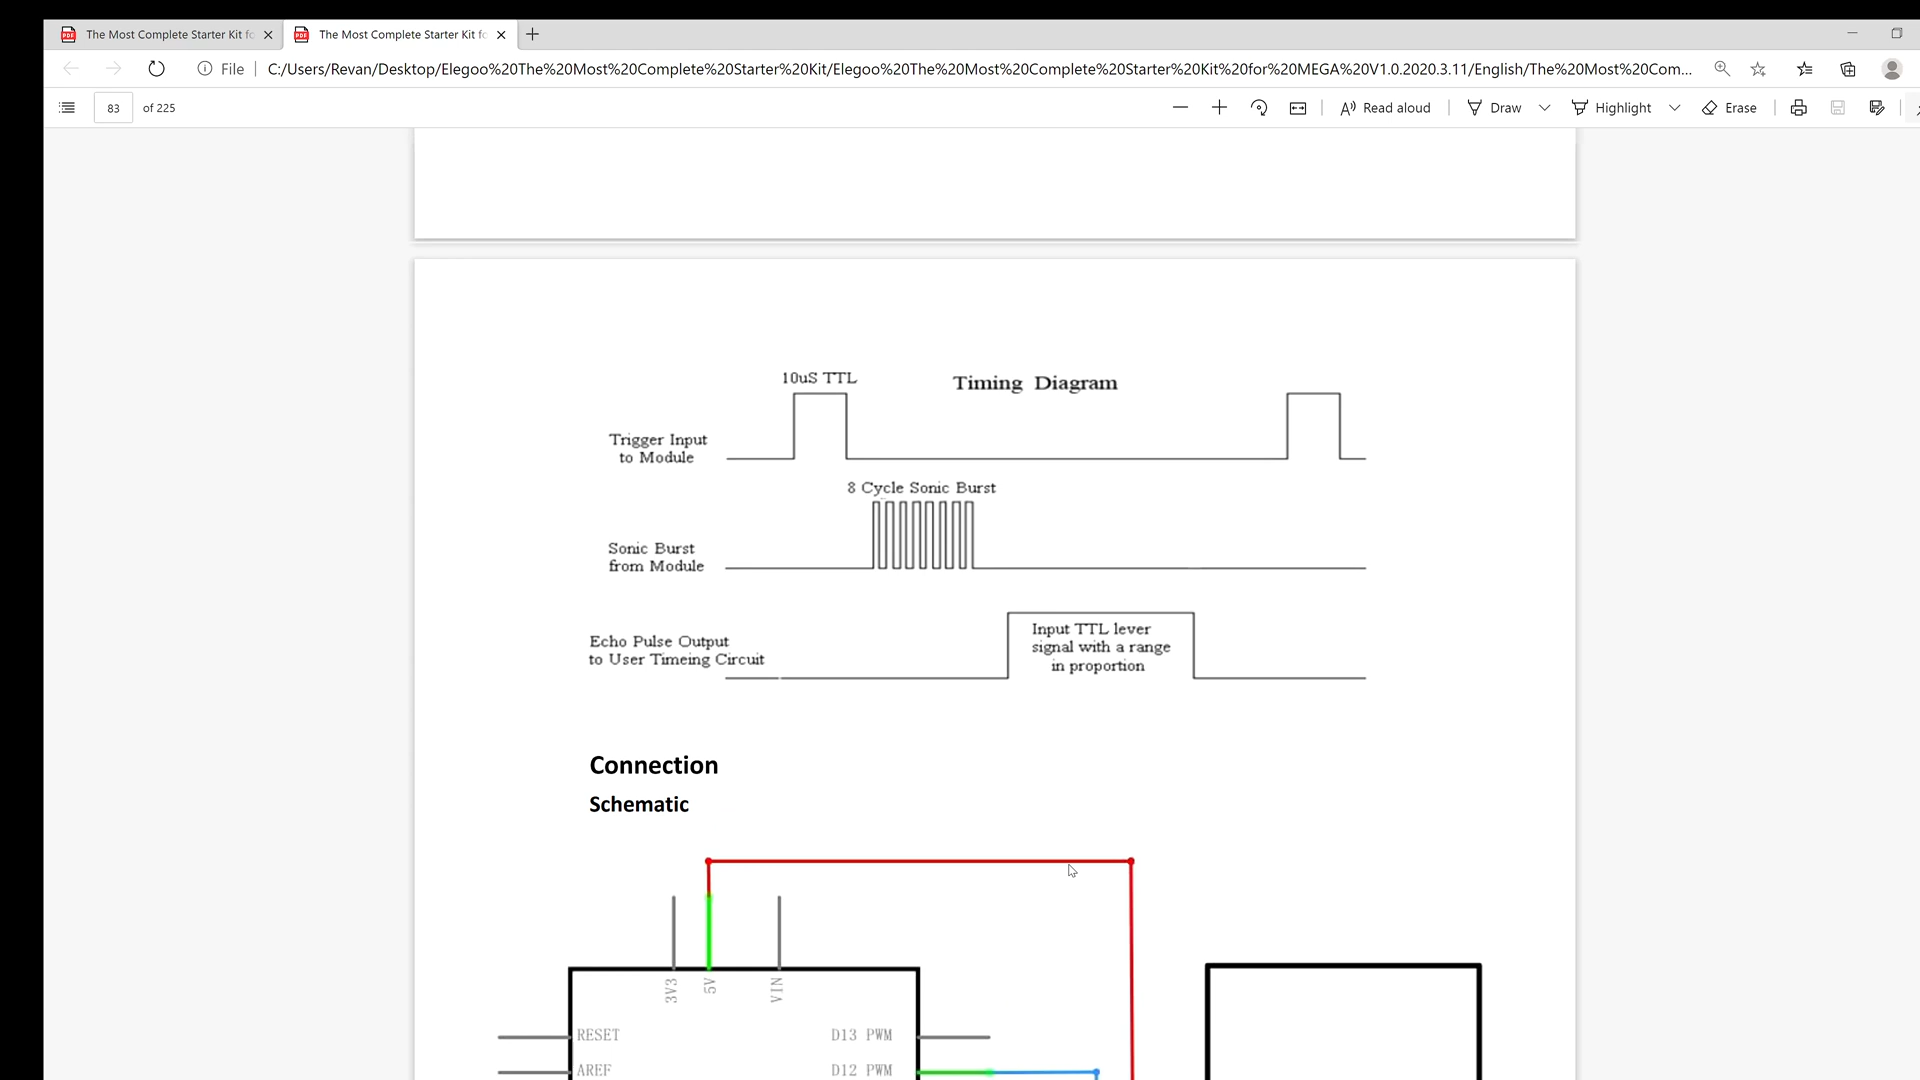 The Most Complete Starter Kit fo
The Most Complete Starter Kit fo
File
C:/Users/Revan/Desktop/Elegoo%20The%20Most%20Complete%20Starter%20Kit/Elegoo%20The%20Most%20Complete%20Starter%20Kit%20for%20MEGA%20V1.0.2020.3.11/English/The%20Most%20Com...
83 of 225
Read aloud
Draw
Highlight
Erase
10uS TTL
Timing Diagram
Trigger Input
to Module
8 Cycle Sonic Burst
Sonic Burst
from Module
Echo Pulse Output
to User Timeing Circuit
Input TTL lever
signal with a range
in proportion
Connection
Schematic
3V3
5V
VIN
RESET
D13 PWM
AREF
D12 PWM